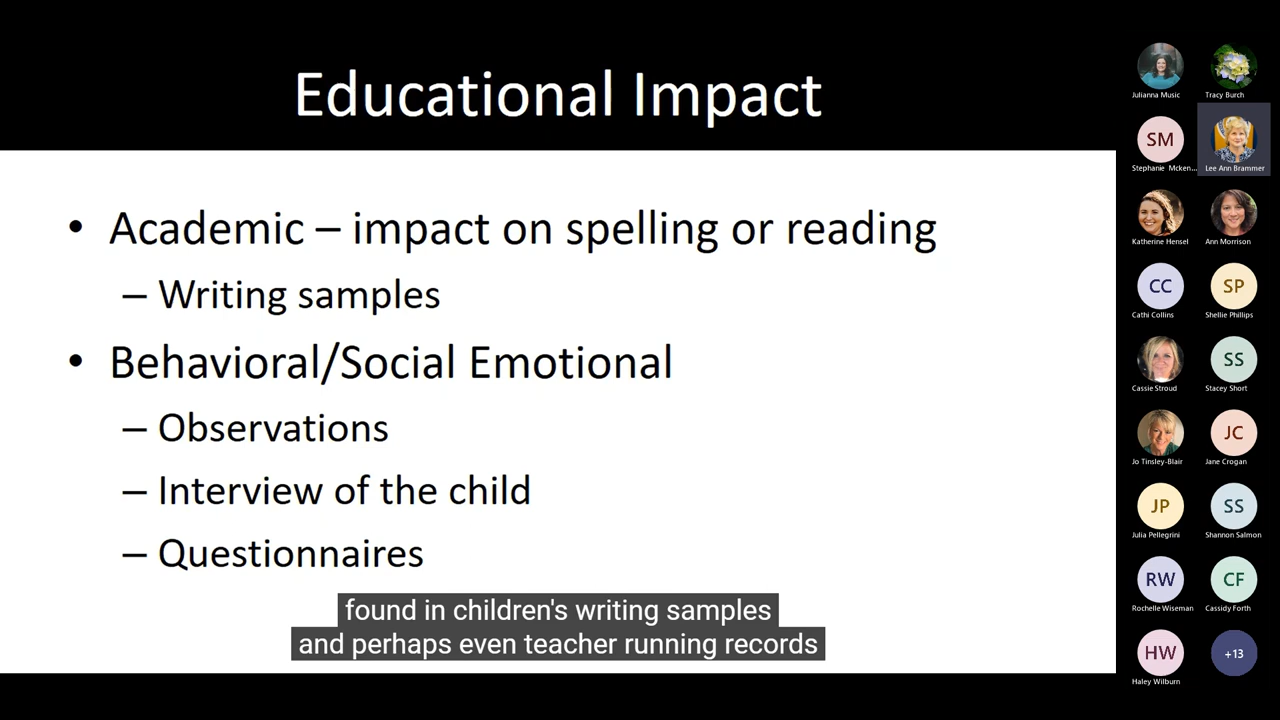 Educational Impact
• Academic – impact on spelling or reading
– Writing samples
• Behavioral/Social Emotional
– Observations
– Interview of the child
– Questionnaires
found in children's writing samples
and perhaps even teacher running records
Julianna Music
Tracy Burch
SM
Stephanie Mcken...
Lee Ann Brammer
Katherine Hensel
Ann Morrison
CC
Cathi Collins
SP
Shellie Phillips
Cassie Stroud
SS
Stacey Short
Jo Tinsley-Blair
JC
Jane Crogan
JP
Julia Pellegrini
SS
Shannon Salmon
RW
Rochelle Wiseman
CF
Cassidy Forth
HW
Haley Wilburn
+13